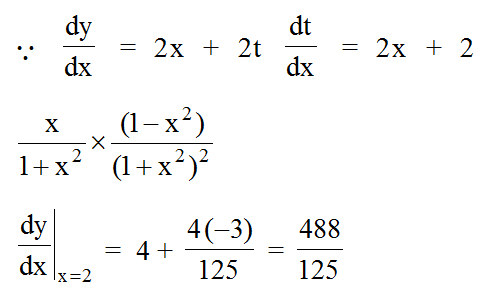 ∵ dy/dx = 2x + 2t dt/dx = 2x + 2
x/(1+x²) × (1−x²)/(1+x²)²
dy/dx|ₓ₌₂ = 4 + 4(−3)/125 = 488/125